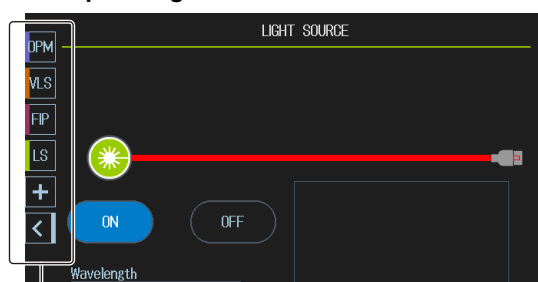 LIGHT SOURCE
OPM
VLS
FIP
LS
+
<
ON
OFF
Wavelength